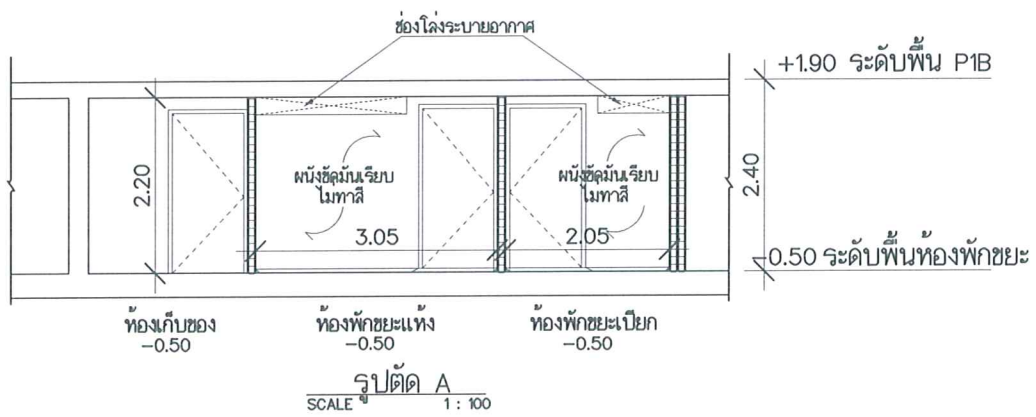 ช่องโล่งระบายอากาศ
+1.90 ระดับพื้น P1B
2.20
ผนังขัดมันเรียบ
ไม่ทาสี
ผนังขัดมันเรียบ
ไม่ทาสี
2.40
3.05
2.05
-0.50 ระดับพื้นห้องพักขยะ
ห้องเก็บของ
-0.50
ห้องพักขยะแห้ง
-0.50
ห้องพักขยะเปียก
-0.50
รูปตัด A
SCALE 1 : 100